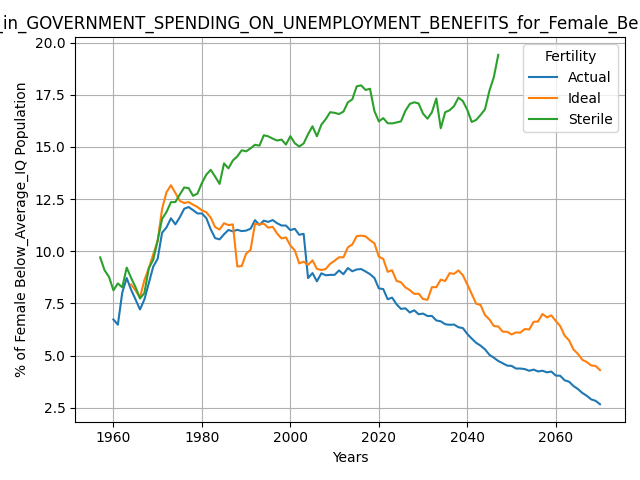 _in_GOVERNMENT_SPENDING_ON_UNEMPLOYMENT_BENEFITS_for_Female_Be
% of Female Below_Average_IQ Population
20.0
17.5
15.0
12.5
10.0
7.5
5.0
2.5
Fertility
Actual
Ideal
Sterile
1960
1980
2000
2020
2040
2060
Years